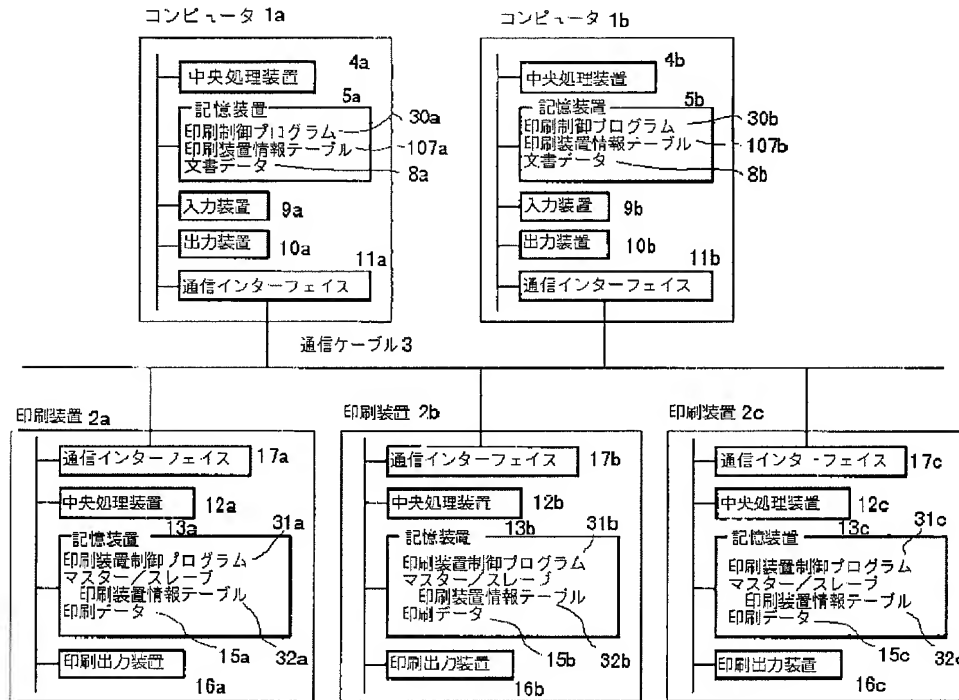 コンピュータ 1a
中央処理装置 4a
5a
記憶装置
印刷制御プログラム 30a
印刷装置情報テーブル 107a
文書データ 8a
入力装置 9a
出力装置 10a
11a
通信インターフェイス
コンピュータ 1b
中央処理装置 4b
5b
記憶装置
印刷制御プログラム 30b
印刷装置情報テーブル 107b
文書データ 8b
入力装置 9b
出力装置 10b
11b
通信インターフェイス
通信ケーブル 3
印刷装置 2a
通信インターフェイス 17a
中央処理装置 12a
13a
記憶装置 31a
印刷装置制御プログラム
マスター/スレーブ
印刷装置情報テーブル
印刷データ
15a 32a
印刷出力装置
16a
印刷装置 2b
通信インターフェイス 17b
中央処理装置 12b
13b
記憶装置 31b
印刷装置制御プログラム
マスター/スレーブ
印刷装置情報テーブル
印刷データ
15b 32b
印刷出力装置
16b
印刷装置 2c
通信インターフェイス 17c
中央処理装置 12c
13c
記憶装置 31c
印刷装置制御プログラム
マスター/スレーブ
印刷装置情報テーブル
印刷データ
15c 32c
印刷出力装置
16c